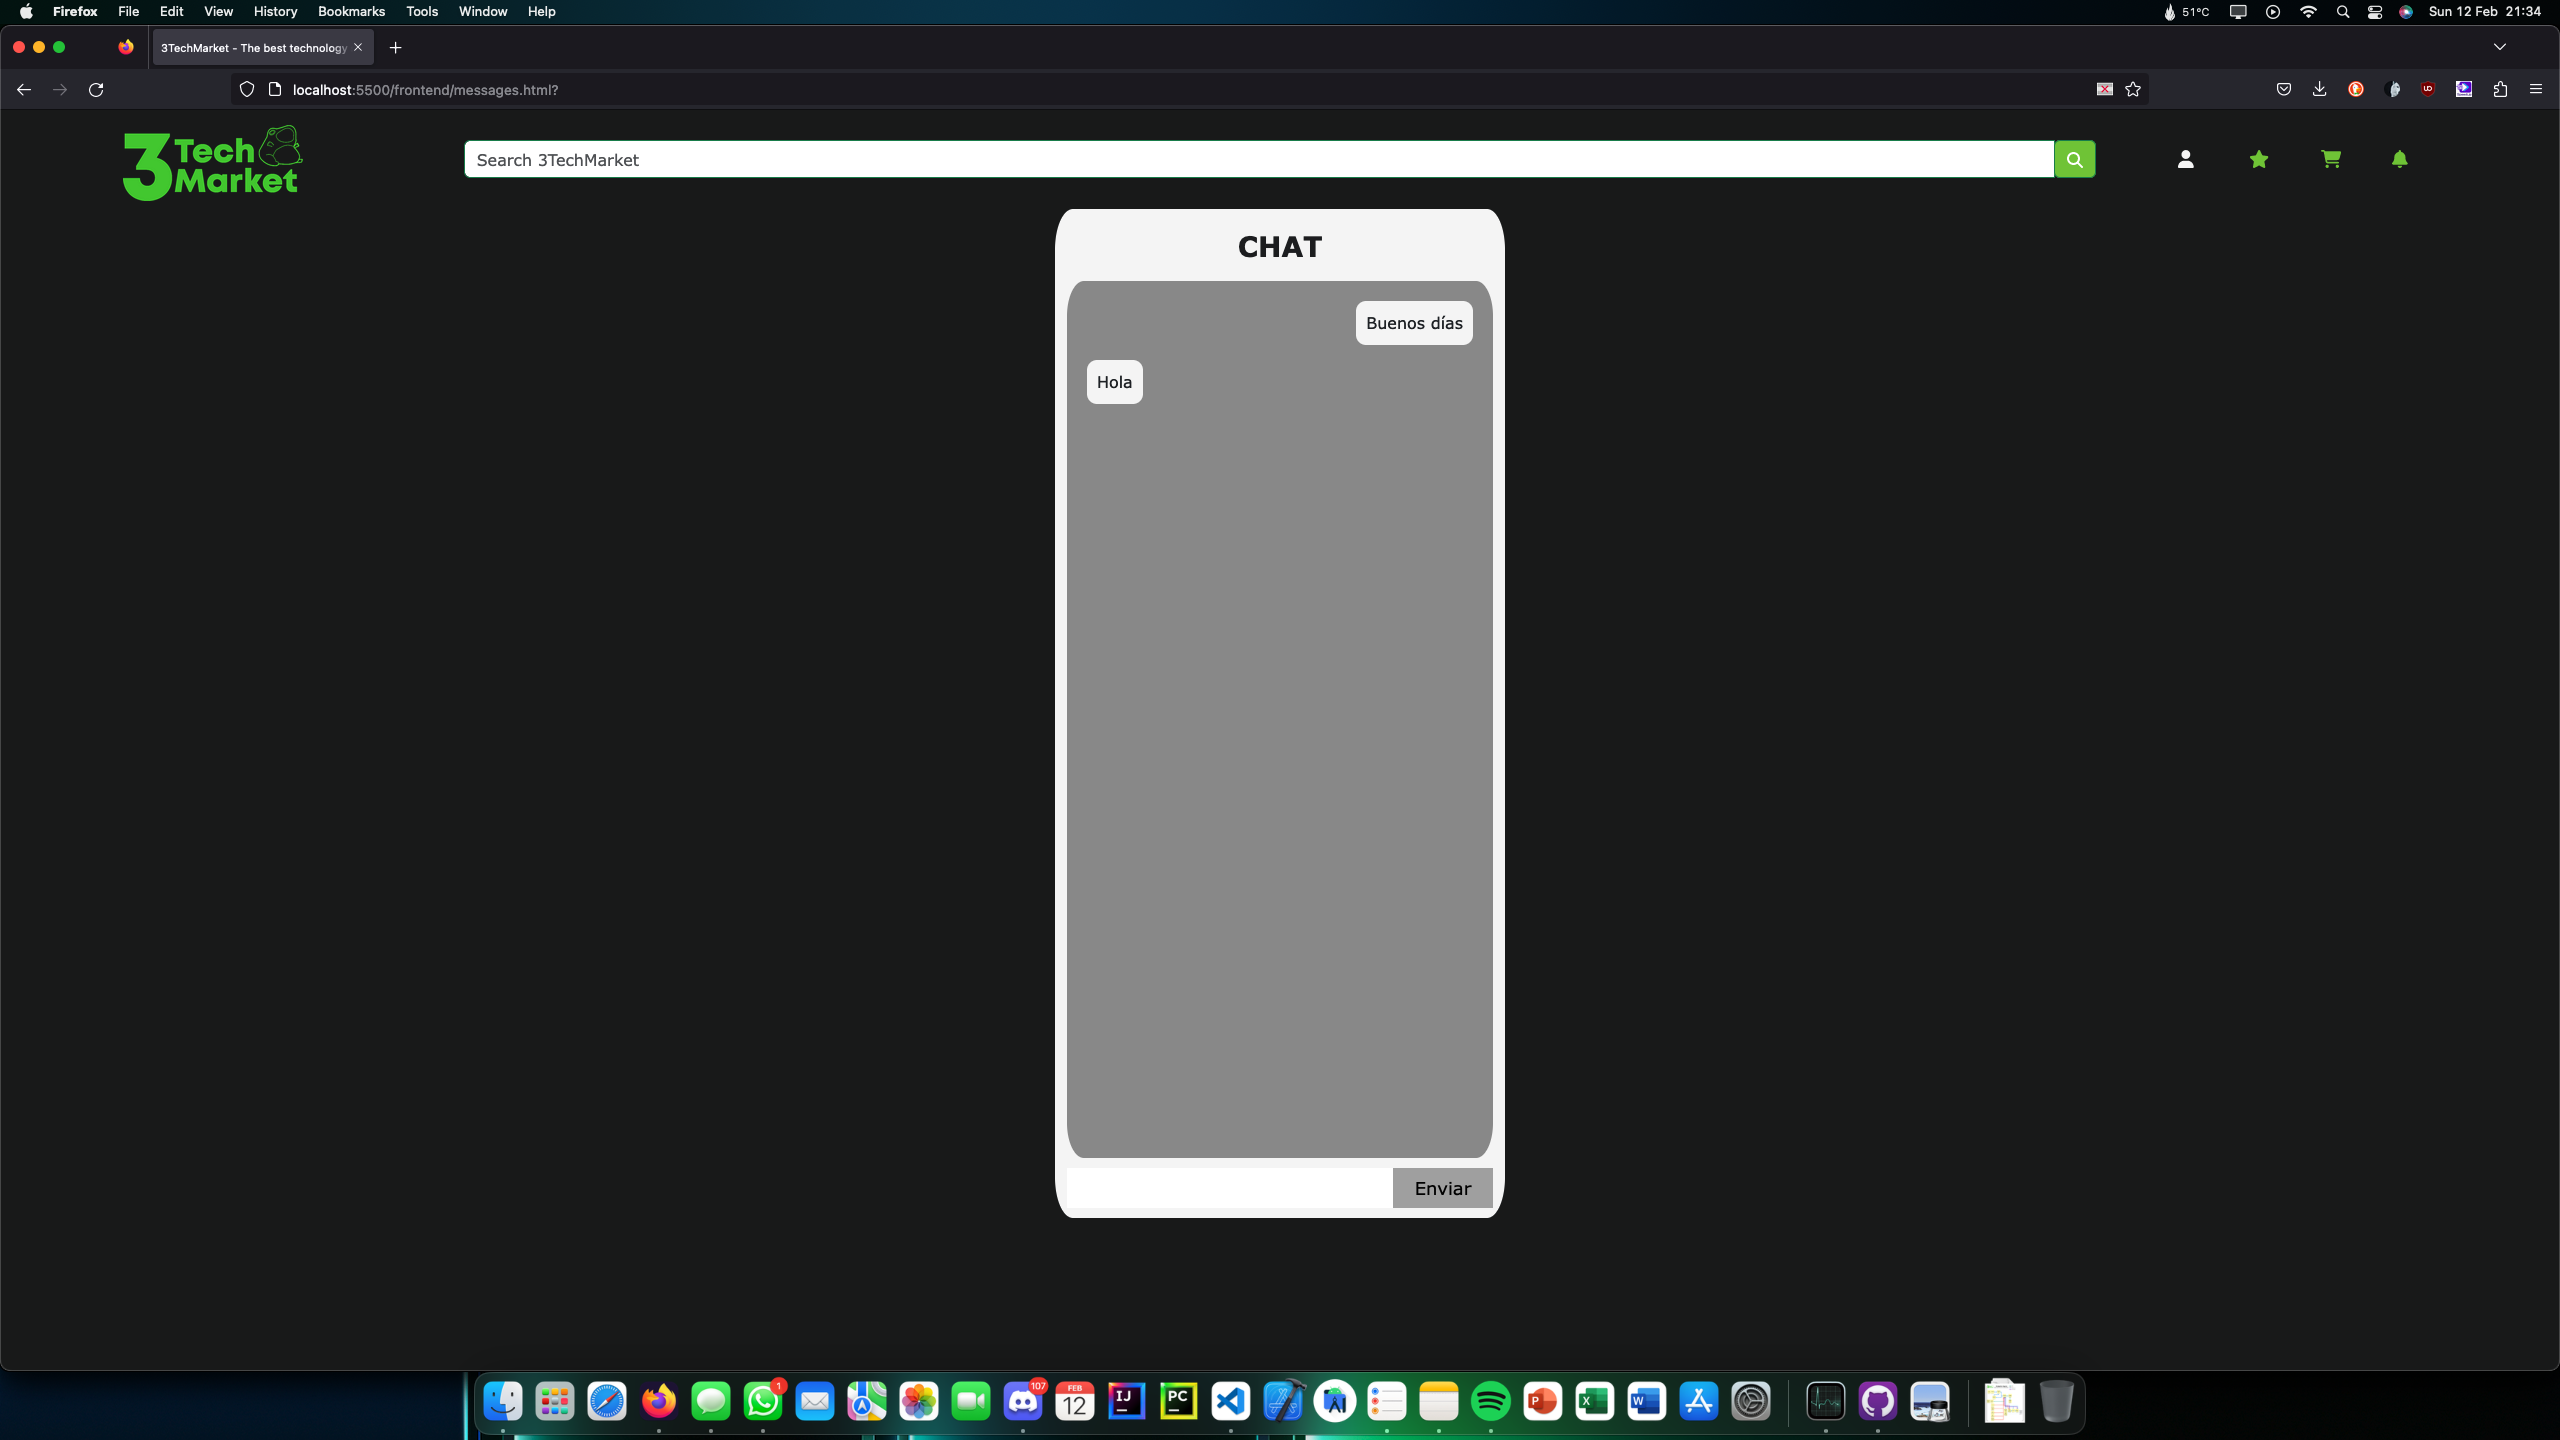 Firefox File Edit View History Bookmarks Tools Window Help 51°C Sun 12 Feb 21:34
3TechMarket - The best technology
localhost:5500/frontend/messages.html?
3 Tech Market
Search 3TechMarket
CHAT
Buenos días
Hola
Enviar
1
107
FEB
12
IJ
PC
P
X
W